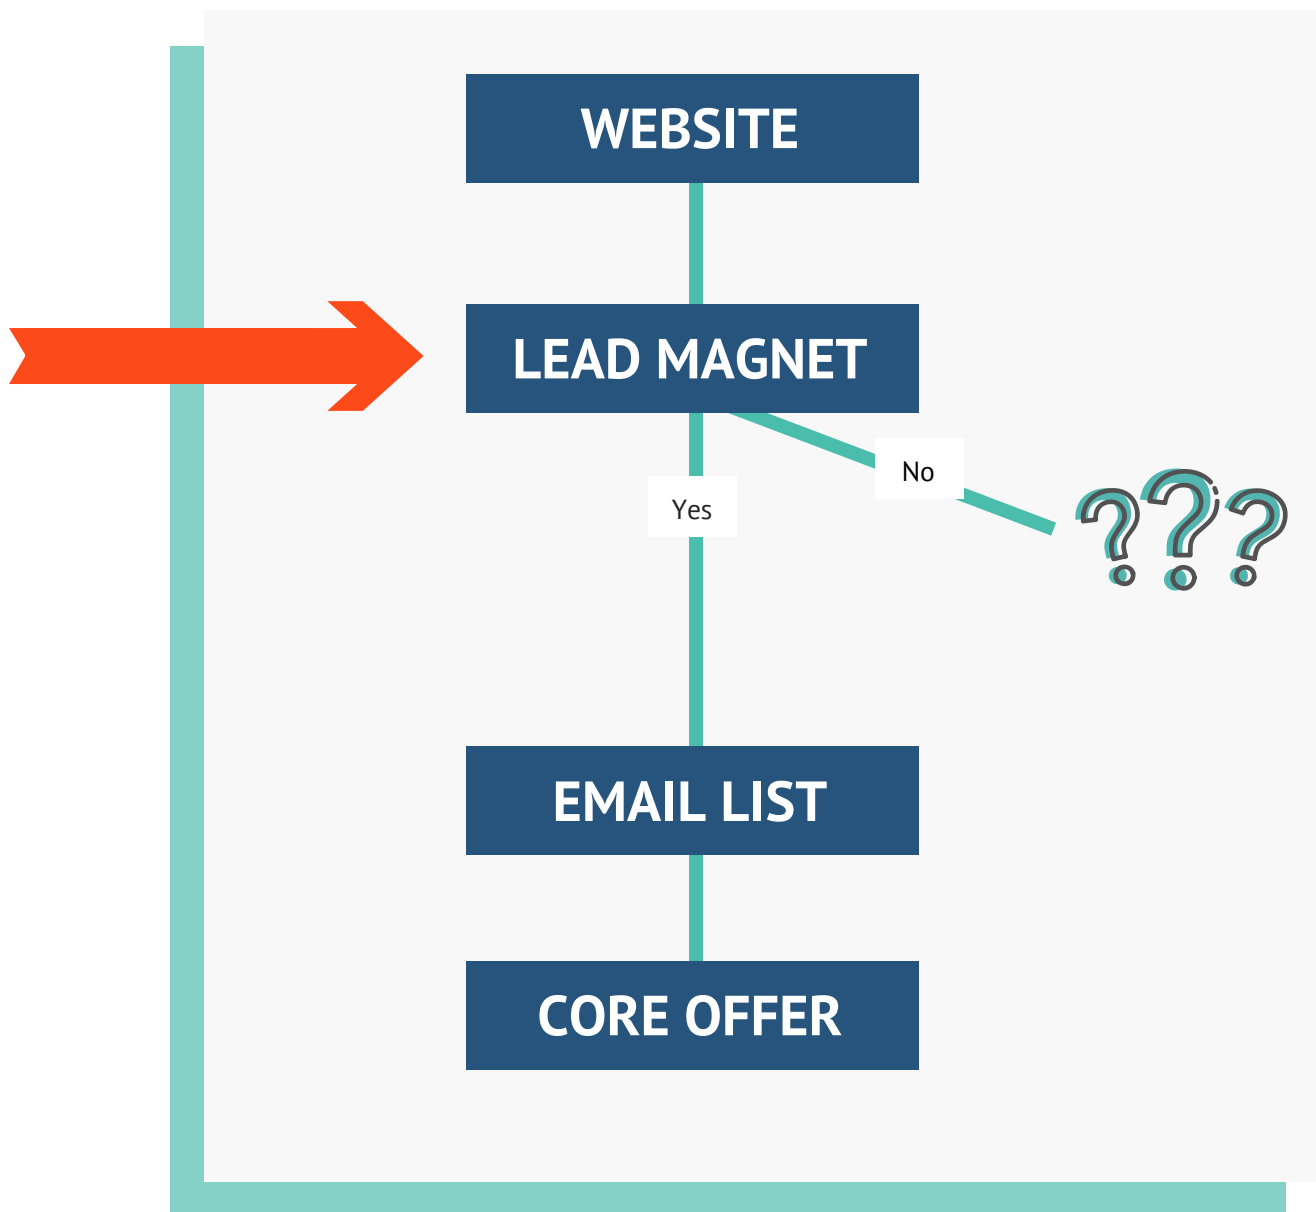 WEBSITE
LEAD MAGNET
No
Yes
???
EMAIL LIST
CORE OFFER